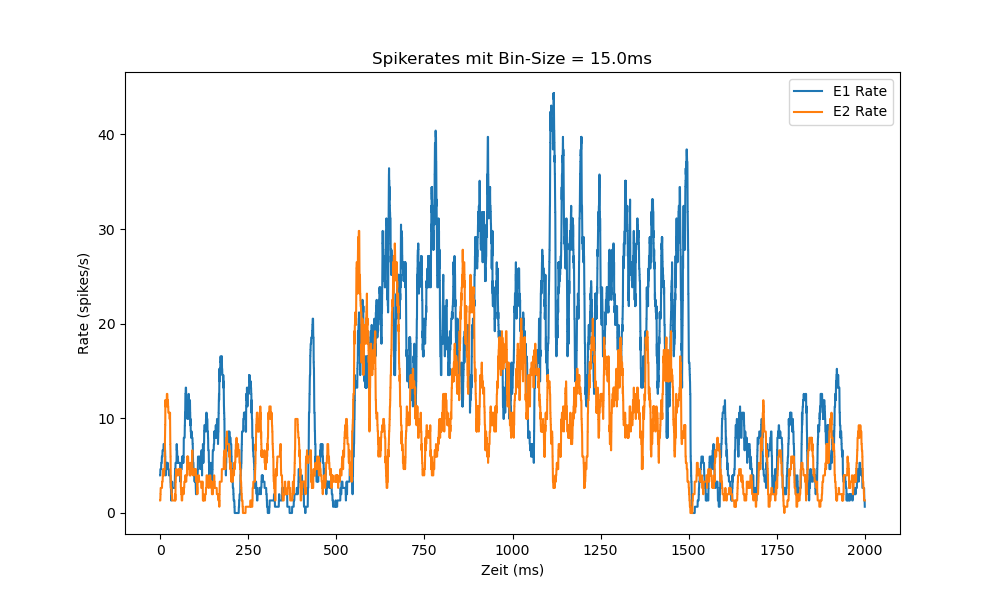 Spikerates mit Bin-Size = 15.0ms
E1 Rate
E2 Rate
Rate (spikes/s)
40
30
20
10
0
0 250 500 750 1000 1250 1500 1750 2000
Zeit (ms)